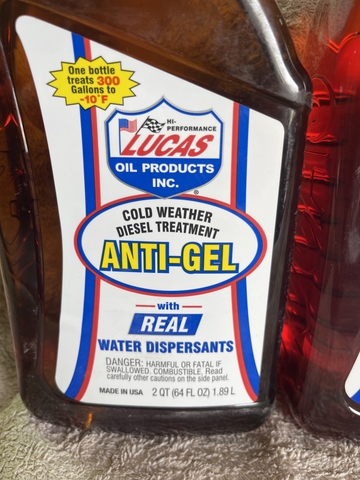 One bottle
treats 300
Gallons to
-10°F
HI-
PERFORMANCE
LUCAS
OIL PRODUCTS
INC.
®
COLD WEATHER
DIESEL TREATMENT
ANTI-GEL
with
REAL
WATER DISPERSANTS
DANGER: HARMFUL OR FATAL IF
SWALLOWED. COMBUSTIBLE, Read
carefully other cautions on the side panel.
MADE IN USA 2 QT (64 FL OZ) 1.89 L